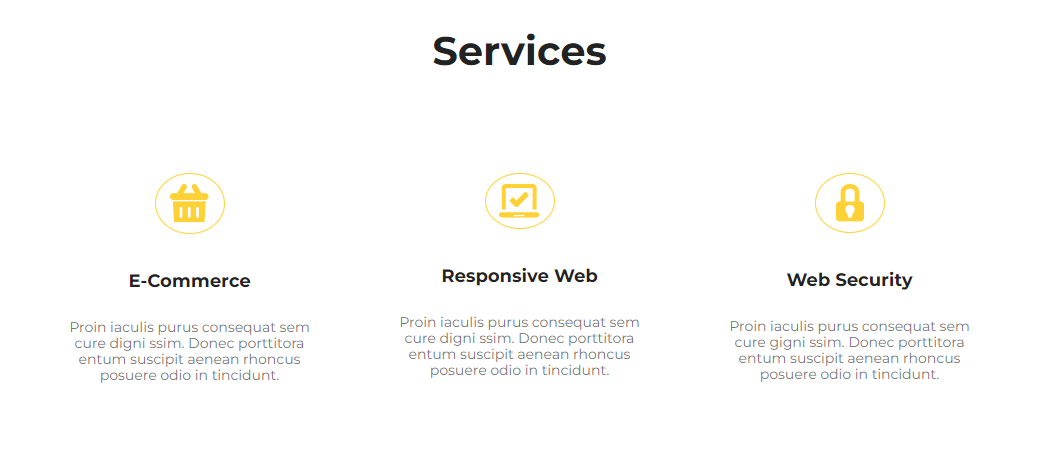 Services
E-Commerce
Proin iaculis purus consequat sem
cure digni ssim. Donec porttitora
entum suscipit aenean rhoncus
posuere odio in tincidunt.
Responsive Web
Proin iaculis purus consequat sem
cure digni ssim. Donec porttitora
entum suscipit aenean rhoncus
posuere odio in tincidunt.
Web Security
Proin iaculis purus consequat sem
cure gigni ssim. Donec porttitora
entum suscipit aenean rhoncus
posuere odio in tincidunt.